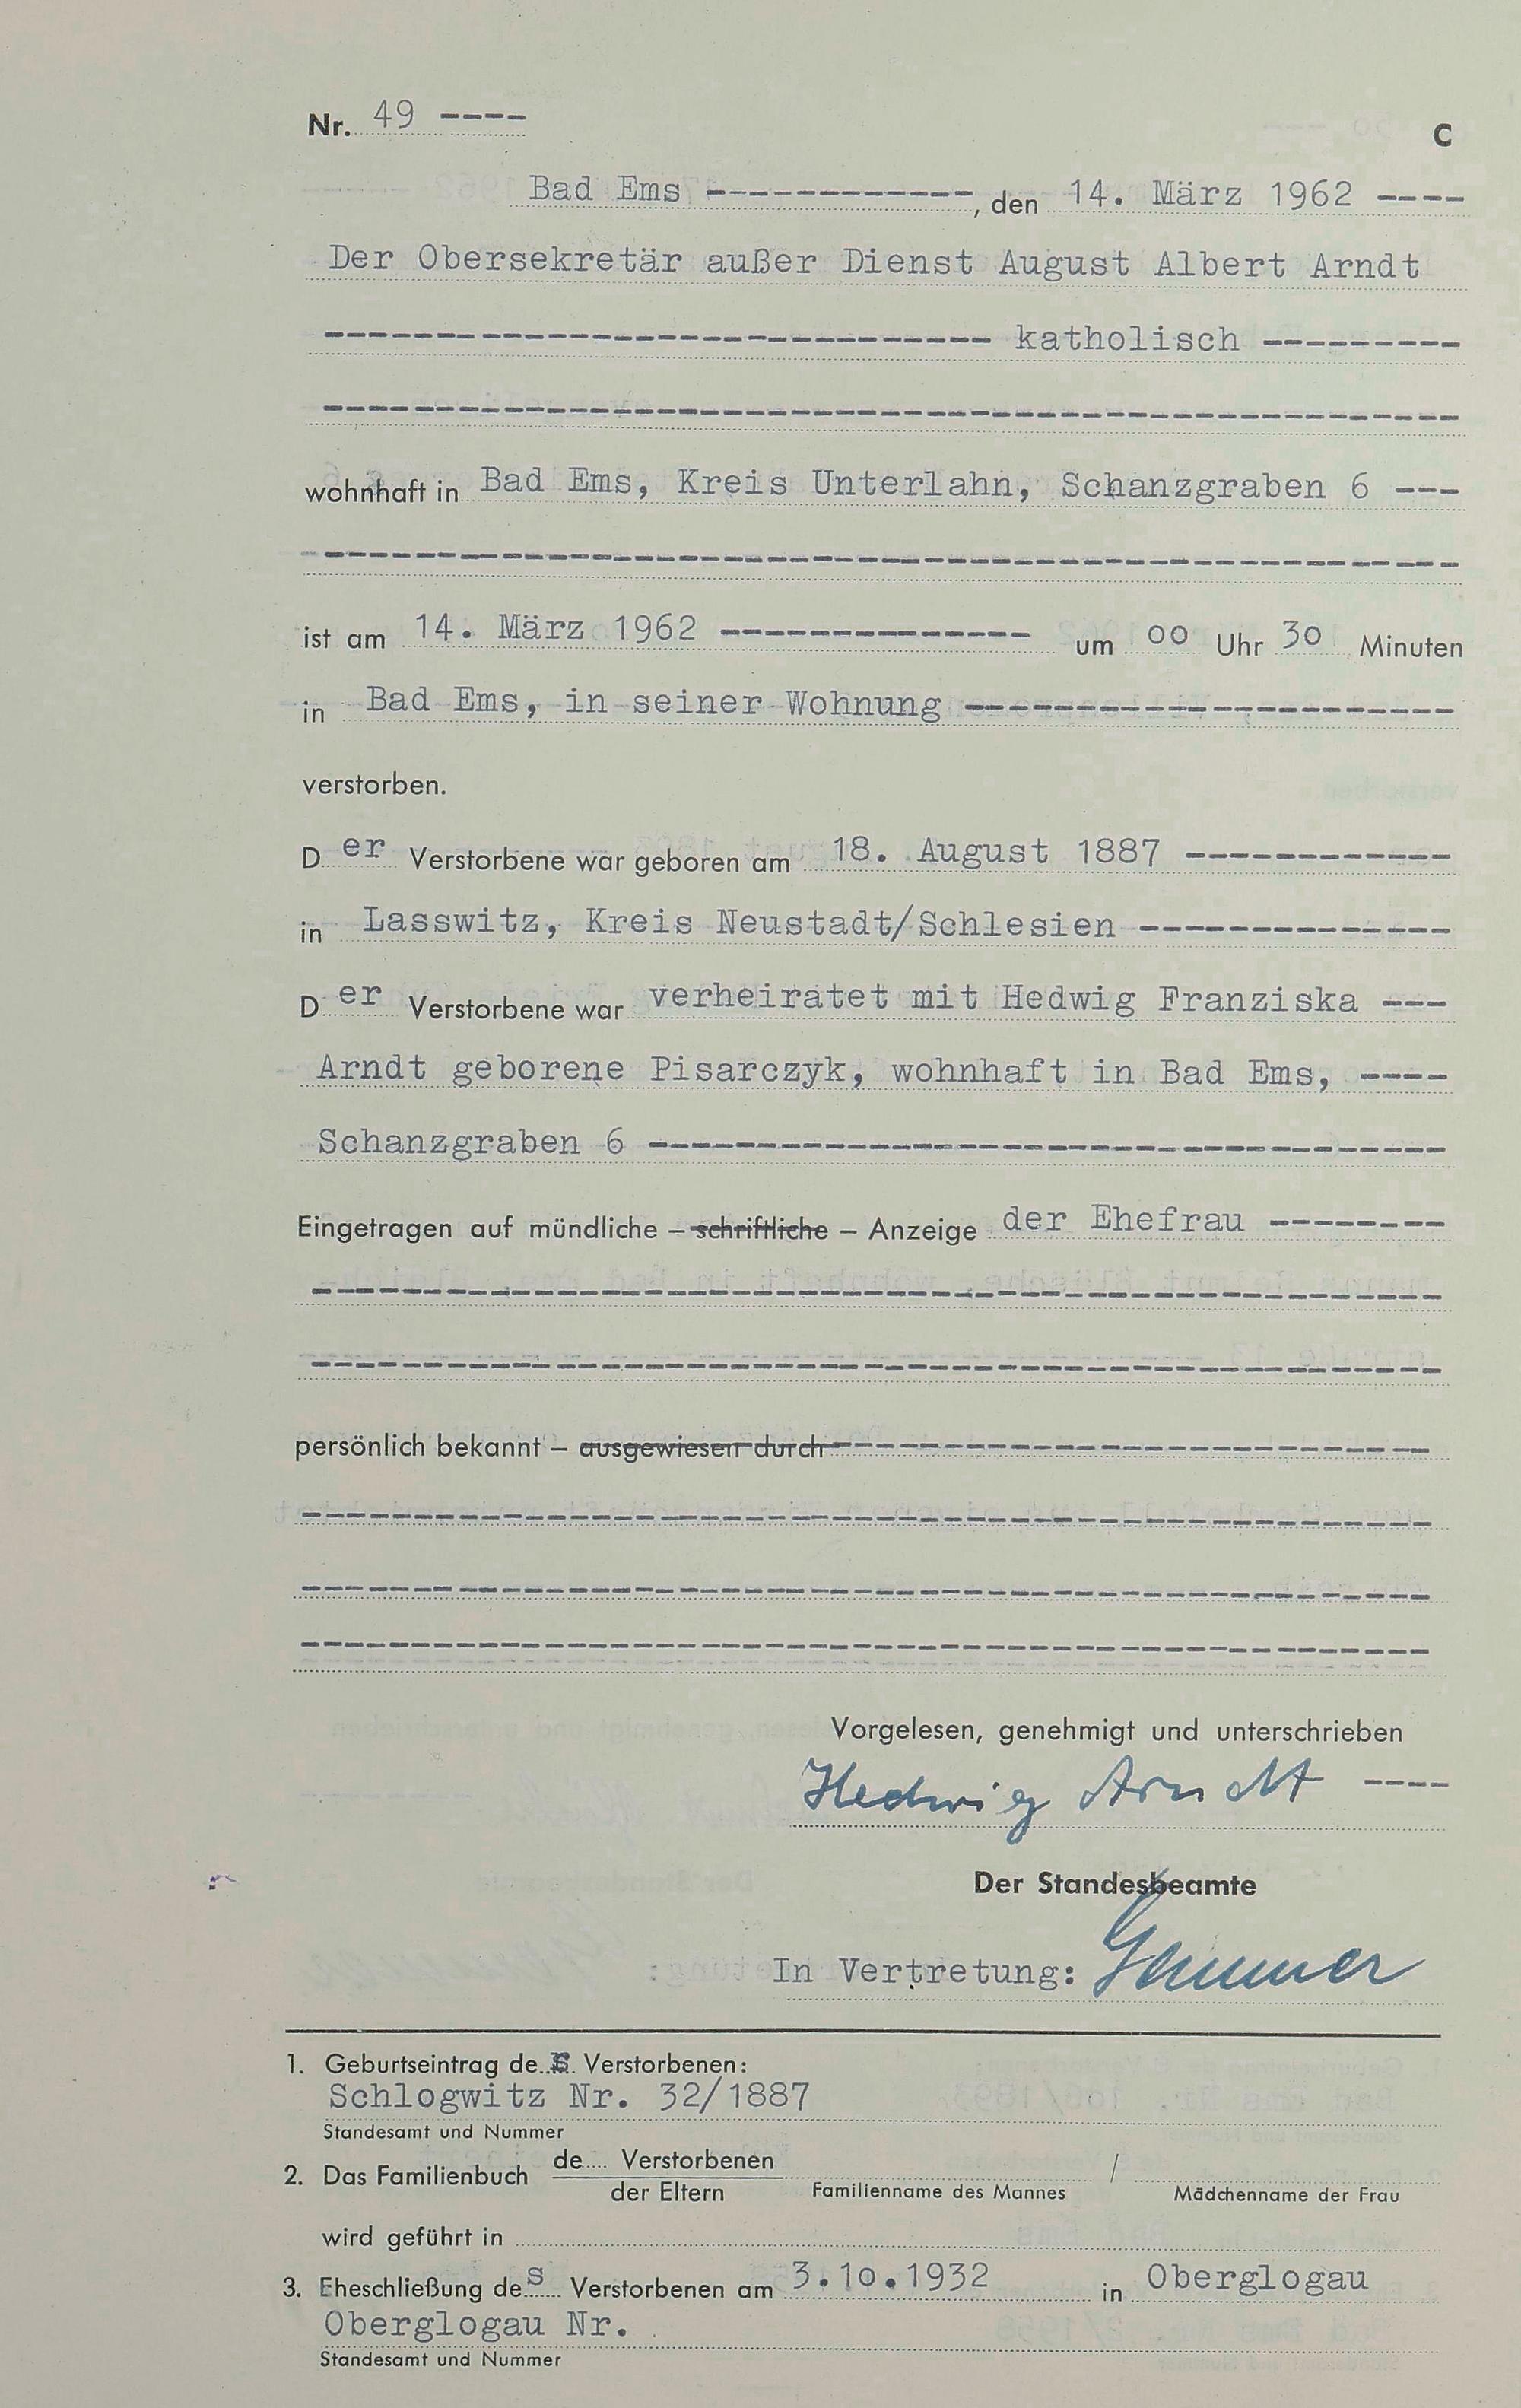 Nr. 49 ----
C
Bad Ems ------------, den 14. März 1962 ----
Der Obersekretär außer Dienst August Albert Arndt
------------------------------ katholisch ---------
wohnhaft in Bad Ems, Kreis Unterlahn, Schanzgraben 6 ---
ist am 14. März 1962 -------------- um 00 Uhr 30 Minuten
in Bad Ems, in seiner Wohnung ----------------------
verstorben.
Der Verstorbene war geboren am 18. August 1887 ------------
in Lasswitz, Kreis Neustadt/Schlesien --------------
Der Verstorbene war verheiratet mit Hedwig Franziska ---
Arndt geborene Pisarczyk, wohnhaft in Bad Ems, ----
Schanzgraben 6 ------------------------------------
Eingetragen auf mündliche – schriftliche – Anzeige der Ehefrau --------
persönlich bekannt – ausgewiesen durch ---------------------------
Vorgelesen, genehmigt und unterschrieben
Hedwig Arndt ----
Der Standesbeamte
In Vertretung:
1. Geburtseintrag des Verstorbenen:
Schlogwitz Nr. 32/1887
Standesamt und Nummer
2. Das Familienbuch de..... Verstorbenen /
der Eltern Familienname des Mannes Mädchenname der Frau
wird geführt in
3. Eheschließung des Verstorbenen am 3.10.1932 in Oberglogau
Oberglogau Nr.
Standesamt und Nummer